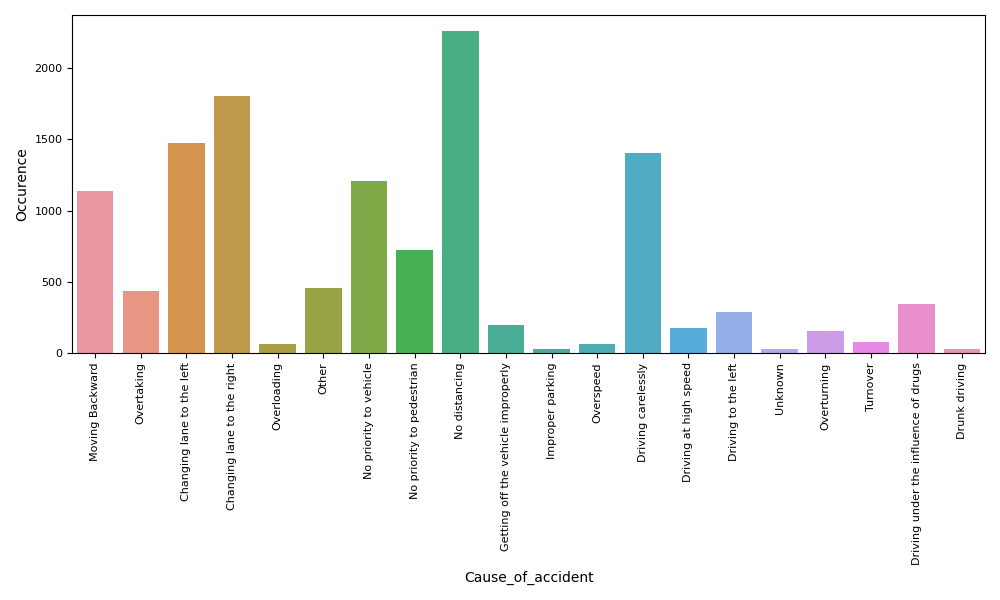 Occurence
2000
1500
1000
500
0
Moving Backward
Overtaking
Changing lane to the left
Changing lane to the right
Overloading
Other
No priority to vehicle
No priority to pedestrian
No distancing
Getting off the vehicle improperly
Improper parking
Overspeed
Driving carelessly
Driving at high speed
Driving to the left
Unknown
Overturning
Turnover
Driving under the influence of drugs
Drunk driving
Cause_of_accident